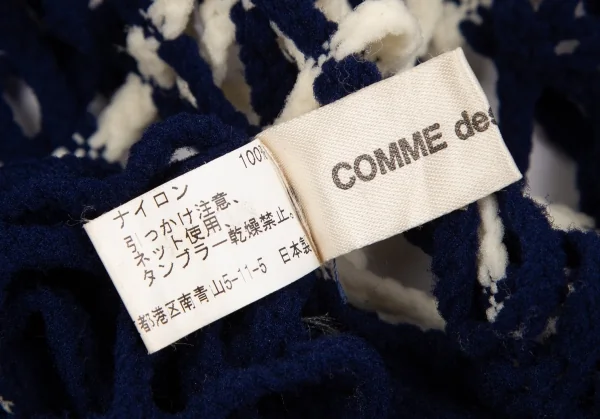 ナイロン 100%
引っかけ注意、
ネット使用、
タンブラー乾燥禁止。
都港区南青山5-11-5 日本製
COMME des